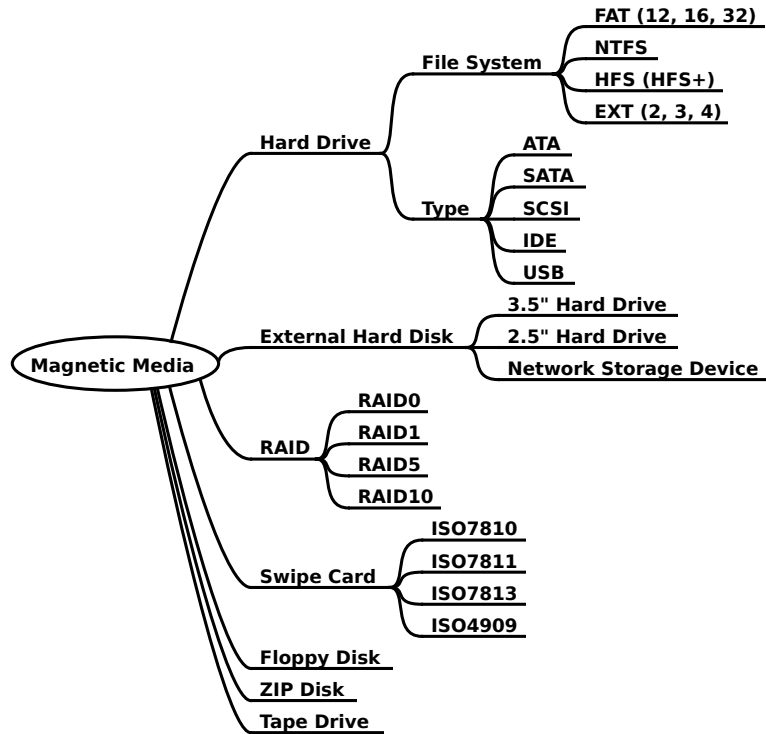 FAT (12, 16, 32)
File System
NTFS
HFS (HFS+)
EXT (2, 3, 4)
Hard Drive
ATA
SATA
Type
SCSI
IDE
USB
3.5" Hard Drive
External Hard Disk
2.5" Hard Drive
Magnetic Media
Network Storage Device
RAID0
RAID1
RAID
RAID5
RAID10
ISO7810
ISO7811
Swipe Card
ISO7813
ISO4909
Floppy Disk
ZIP Disk
Tape Drive